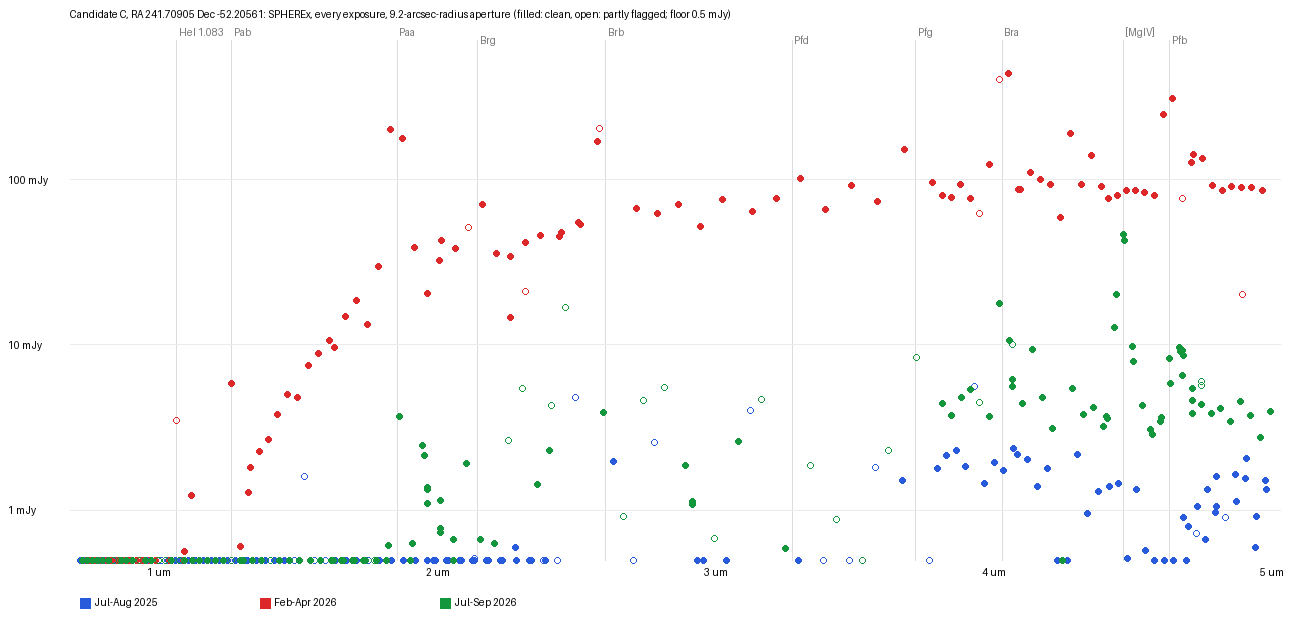 Candidate C, RA 241.70905 Dec -52.20561: SPHEREx, every exposure, 9.2-arcsec-radius aperture (filled: clean, open: partly flagged; floor 0.5 mJy)
HeI 1.083 Pab Paa Brg Brb Pfd Pfg Bra [MgIV] Pfb
100 mJy
10 mJy
1 mJy
1 um 2 um 3 um 4 um 5 um
Jul-Aug 2025 Feb-Apr 2026 Jul-Sep 2026